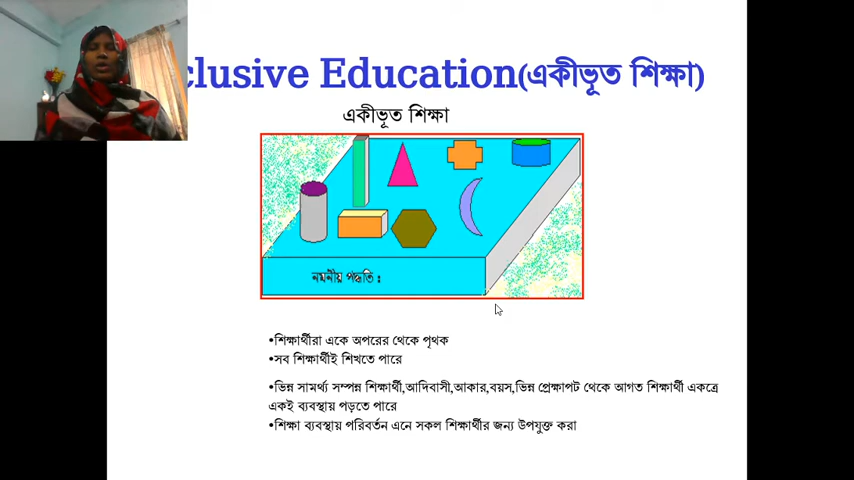 clusive Education(একীভূত শিক্ষা)
একীভূত শিক্ষা
নমনীয় পদ্ধতি :
•শিক্ষার্থীরা একে অপরের থেকে পৃথক
•সব শিক্ষার্থীই শিখতে পারে
•ভিন্ন সামর্থ্য সম্পন্ন শিক্ষার্থী,আদিবাসী,আকার,বয়স,ভিন্ন প্রেক্ষাপট থেকে আগত শিক্ষার্থী একত্রে
একই ব্যবস্থায় পড়তে পারে
•শিক্ষা ব্যবস্থায় পরিবর্তন এনে সকল শিক্ষার্থীর জন্য উপযুক্ত করা